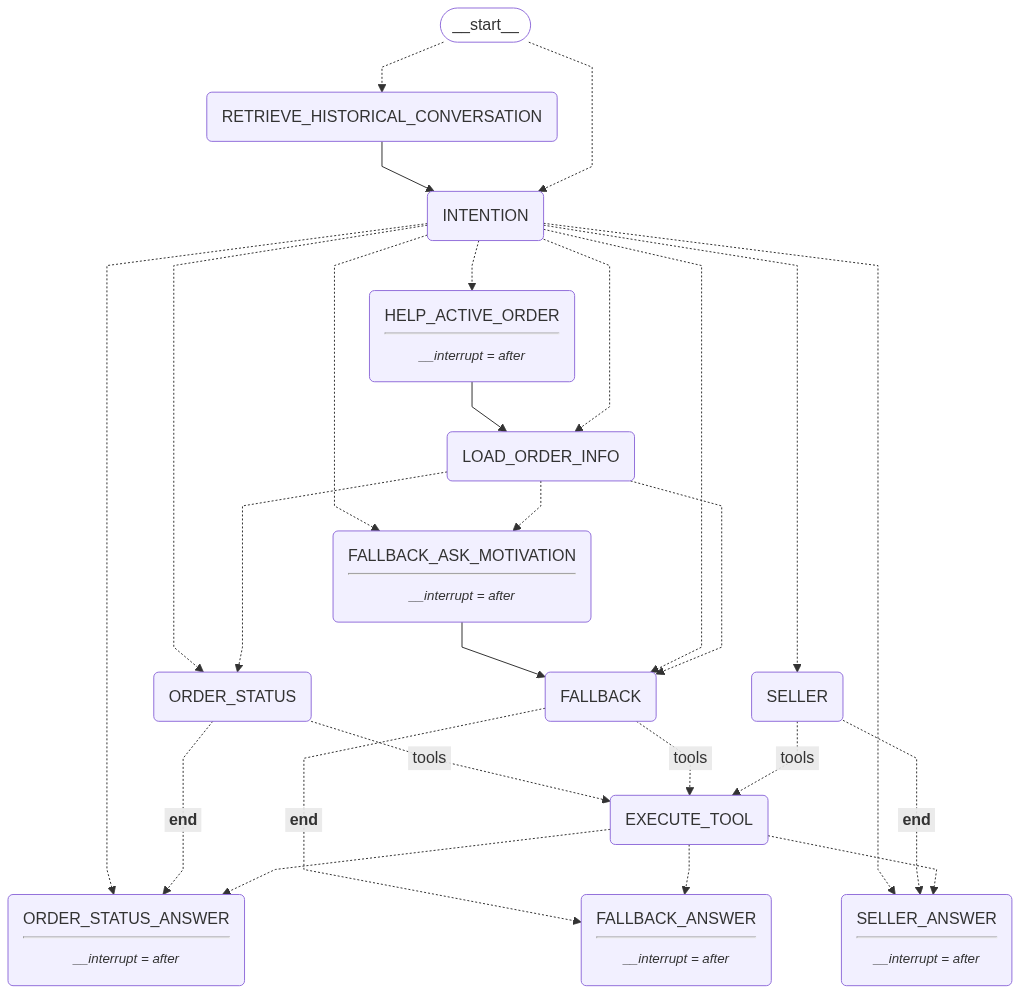 __start__
RETRIEVE_HISTORICAL_CONVERSATION
INTENTION
HELP_ACTIVE_ORDER
__interrupt = after
LOAD_ORDER_INFO
FALLBACK_ASK_MOTIVATION
__interrupt = after
ORDER_STATUS
FALLBACK
SELLER
tools
tools
tools
end
end
EXECUTE_TOOL
end
ORDER_STATUS_ANSWER
__interrupt = after
FALLBACK_ANSWER
__interrupt = after
SELLER_ANSWER
__interrupt = after